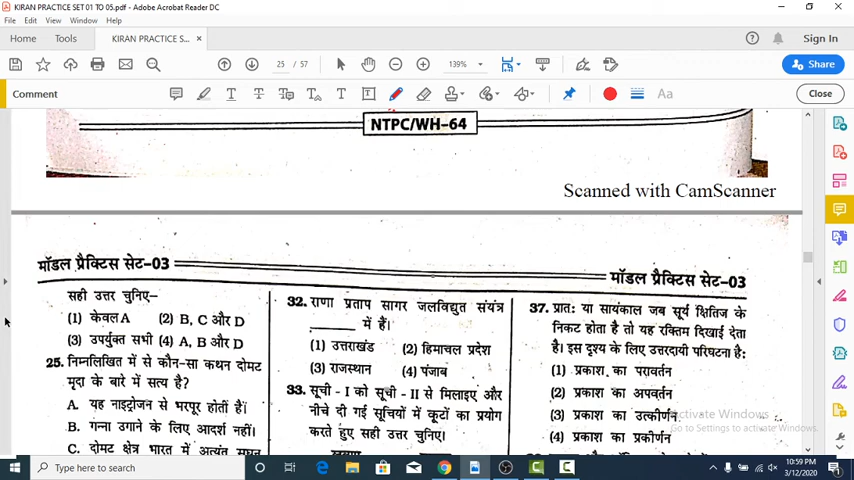 KIRAN PRACTICE SET 01 TO 05.pdf - Adobe Acrobat Reader DC
File Edit View Window Help
Home Tools KIRAN PRACTICE S... × Sign In
25 / 57 139% Share
Comment Aa Close
NTPC/WH-64
Scanned with CamScanner
मॉडल प्रैक्टिस सेट-03 मॉडल प्रैक्टिस सेट-03
सही उत्तर चुनिए-
(1) केवल A (2) B, C और D
(3) उपर्युक्त सभी (4) A, B और D
25. निम्नलिखित में से कौन-सा कथन दोमट
मृदा के बारे में सत्य है?
A. यह नाइट्रोजन से भरपूर होती हैं।
B. गन्ना उगाने के लिए आदर्श नहीं।
C. दोमट क्षेत्र भारत में अत्यंत सघन
32. राणा प्रताप सागर जलविद्युत संयंत्र
______ में हैं।
(1) उत्तराखंड (2) हिमाचल प्रदेश
(3) राजस्थान (4) पंजाब
33. सूची - I को सूची - II से मिलाइए और
नीचे दी गई सूचियों में कूटों का प्रयोग
करते हुए सही उत्तर चुनिए।
37. प्रात: या सायंकाल जब सूर्य क्षितिज के
निकट होता है तो यह रक्तिम दिखाई देता
है। इस दृश्य के लिए उत्तरदायी परिघटना है:
(1) प्रकाश का परावर्तन
(2) प्रकाश का अपवर्तन
(3) प्रकाश का उत्कीर्णन
(4) प्रकाश का प्रकीर्णन
Activate Windows
Go to Settings to activate Windows.
Type here to search
10:59 PM
3/12/2020